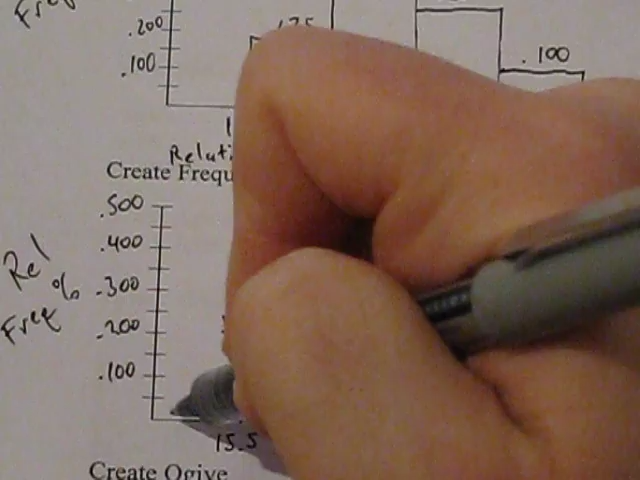 Freq
.200
.175
.100
.100
1
Relati
Create Frequ
.500
.400
Rel
%
.300
Freq
.200
.100
15.5
Create Ogive